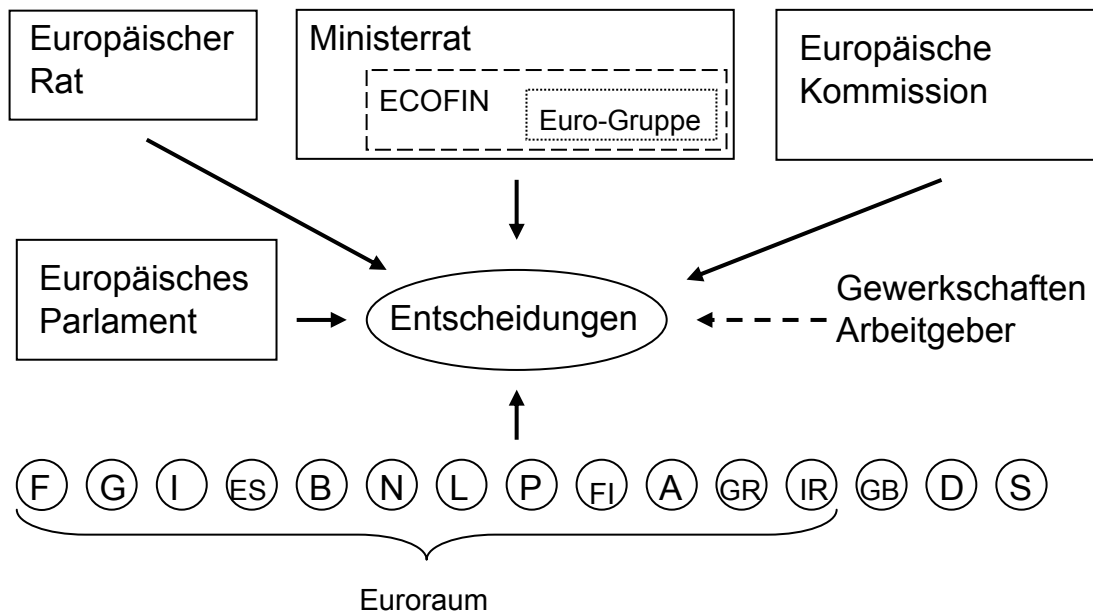 Europäischer
Rat
Ministerrat
ECOFIN
Euro-Gruppe
Europäische
Kommission
Europäisches
Parlament
Entscheidungen
Gewerkschaften
Arbeitgeber
F G I ES B N L P FI A GR IR GB D S
Euroraum